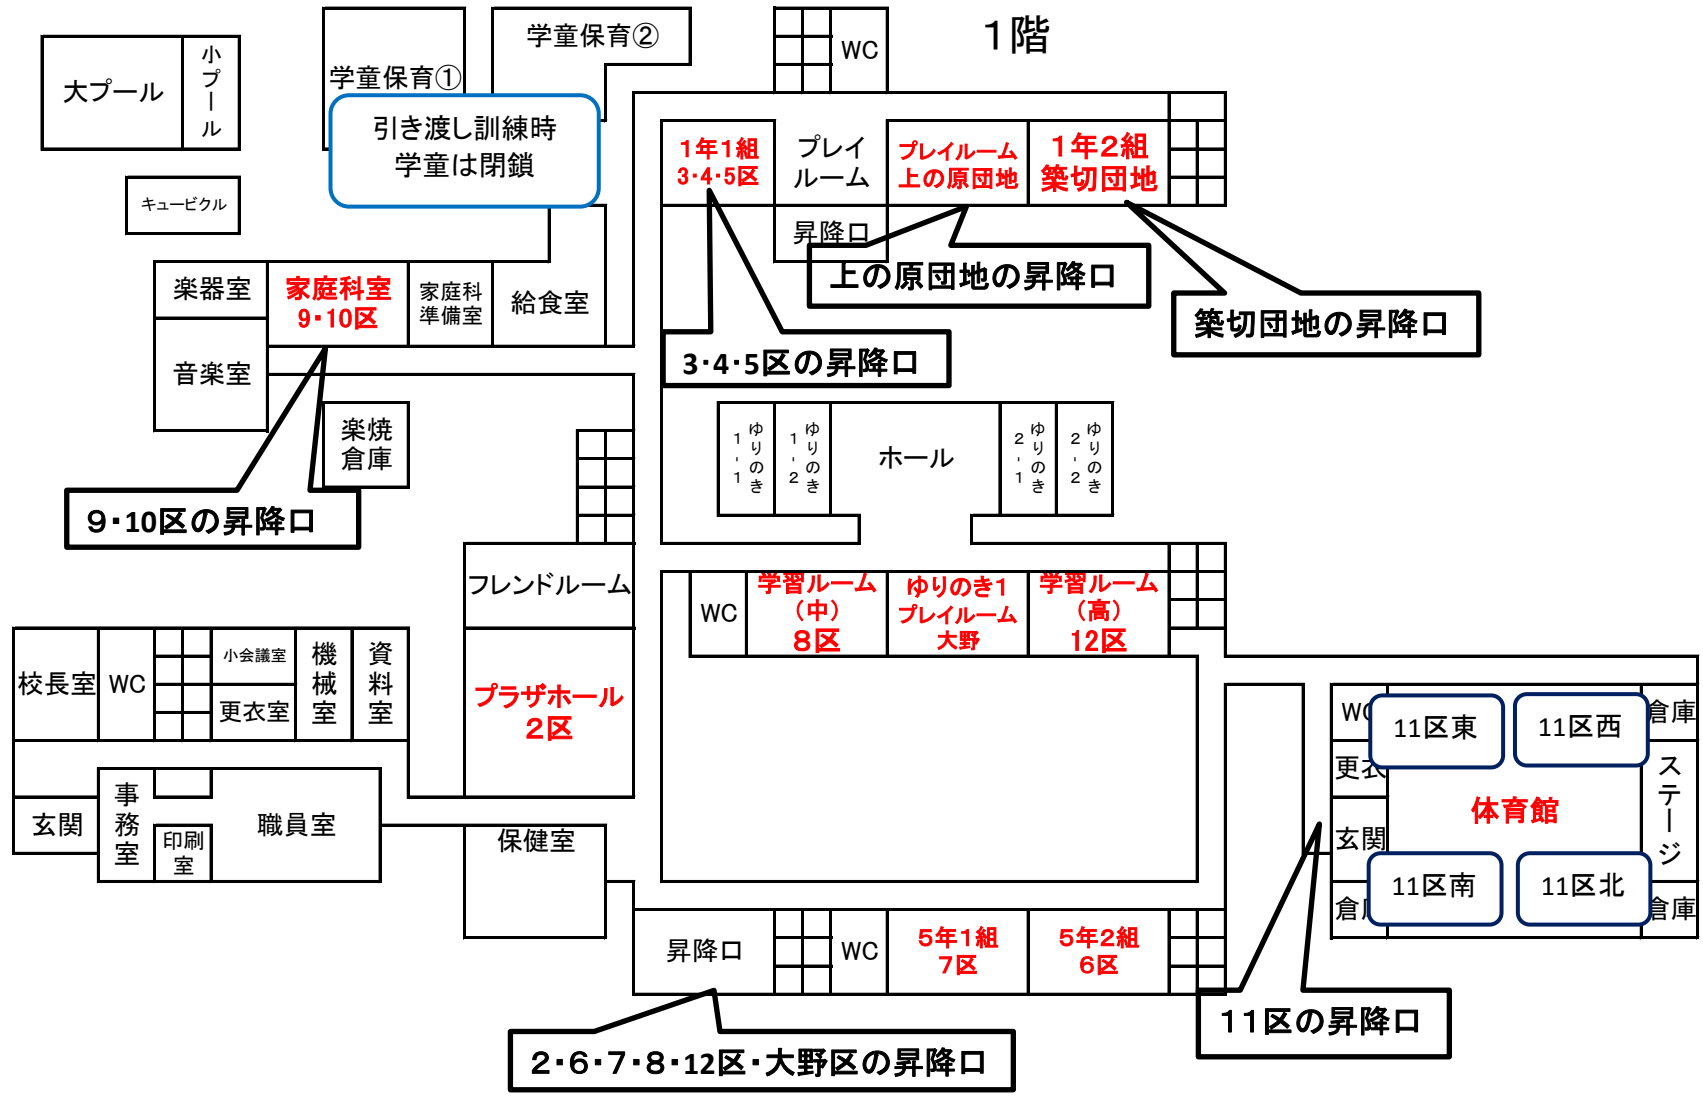 1階
学童保育②
学童保育①
WC
大プール
小プール
引き渡し訓練時
学童は閉鎖
1年1組
3・4・5区
プレイ
ルーム
プレイルーム
上の原団地
1年2組
築切団地
キュービクル
昇降口
上の原団地の昇降口
築切団地の昇降口
3・4・5区の昇降口
楽器室
家庭科室
9・10区
家庭科
準備室
給食室
音楽室
楽焼
倉庫
9・10区の昇降口
ゆりのき
1-1
ゆりのき
1-2
ホール
ゆりのき
2-1
ゆりのき
2-2
フレンドルーム
WC
学習ルーム
(中)
8区
ゆりのき1
プレイルーム
大野
学習ルーム
(高)
12区
校長室
WC
小会議室
更衣室
機械室
資料室
プラザホール
2区
WC
11区東
11区西
倉庫
更衣
ステージ
体育館
玄関
11区南
11区北
倉庫
倉庫
玄関
事務室
印刷
室
職員室
保健室
昇降口
WC
5年1組
7区
5年2組
6区
11区の昇降口
2・6・7・8・12区・大野区の昇降口